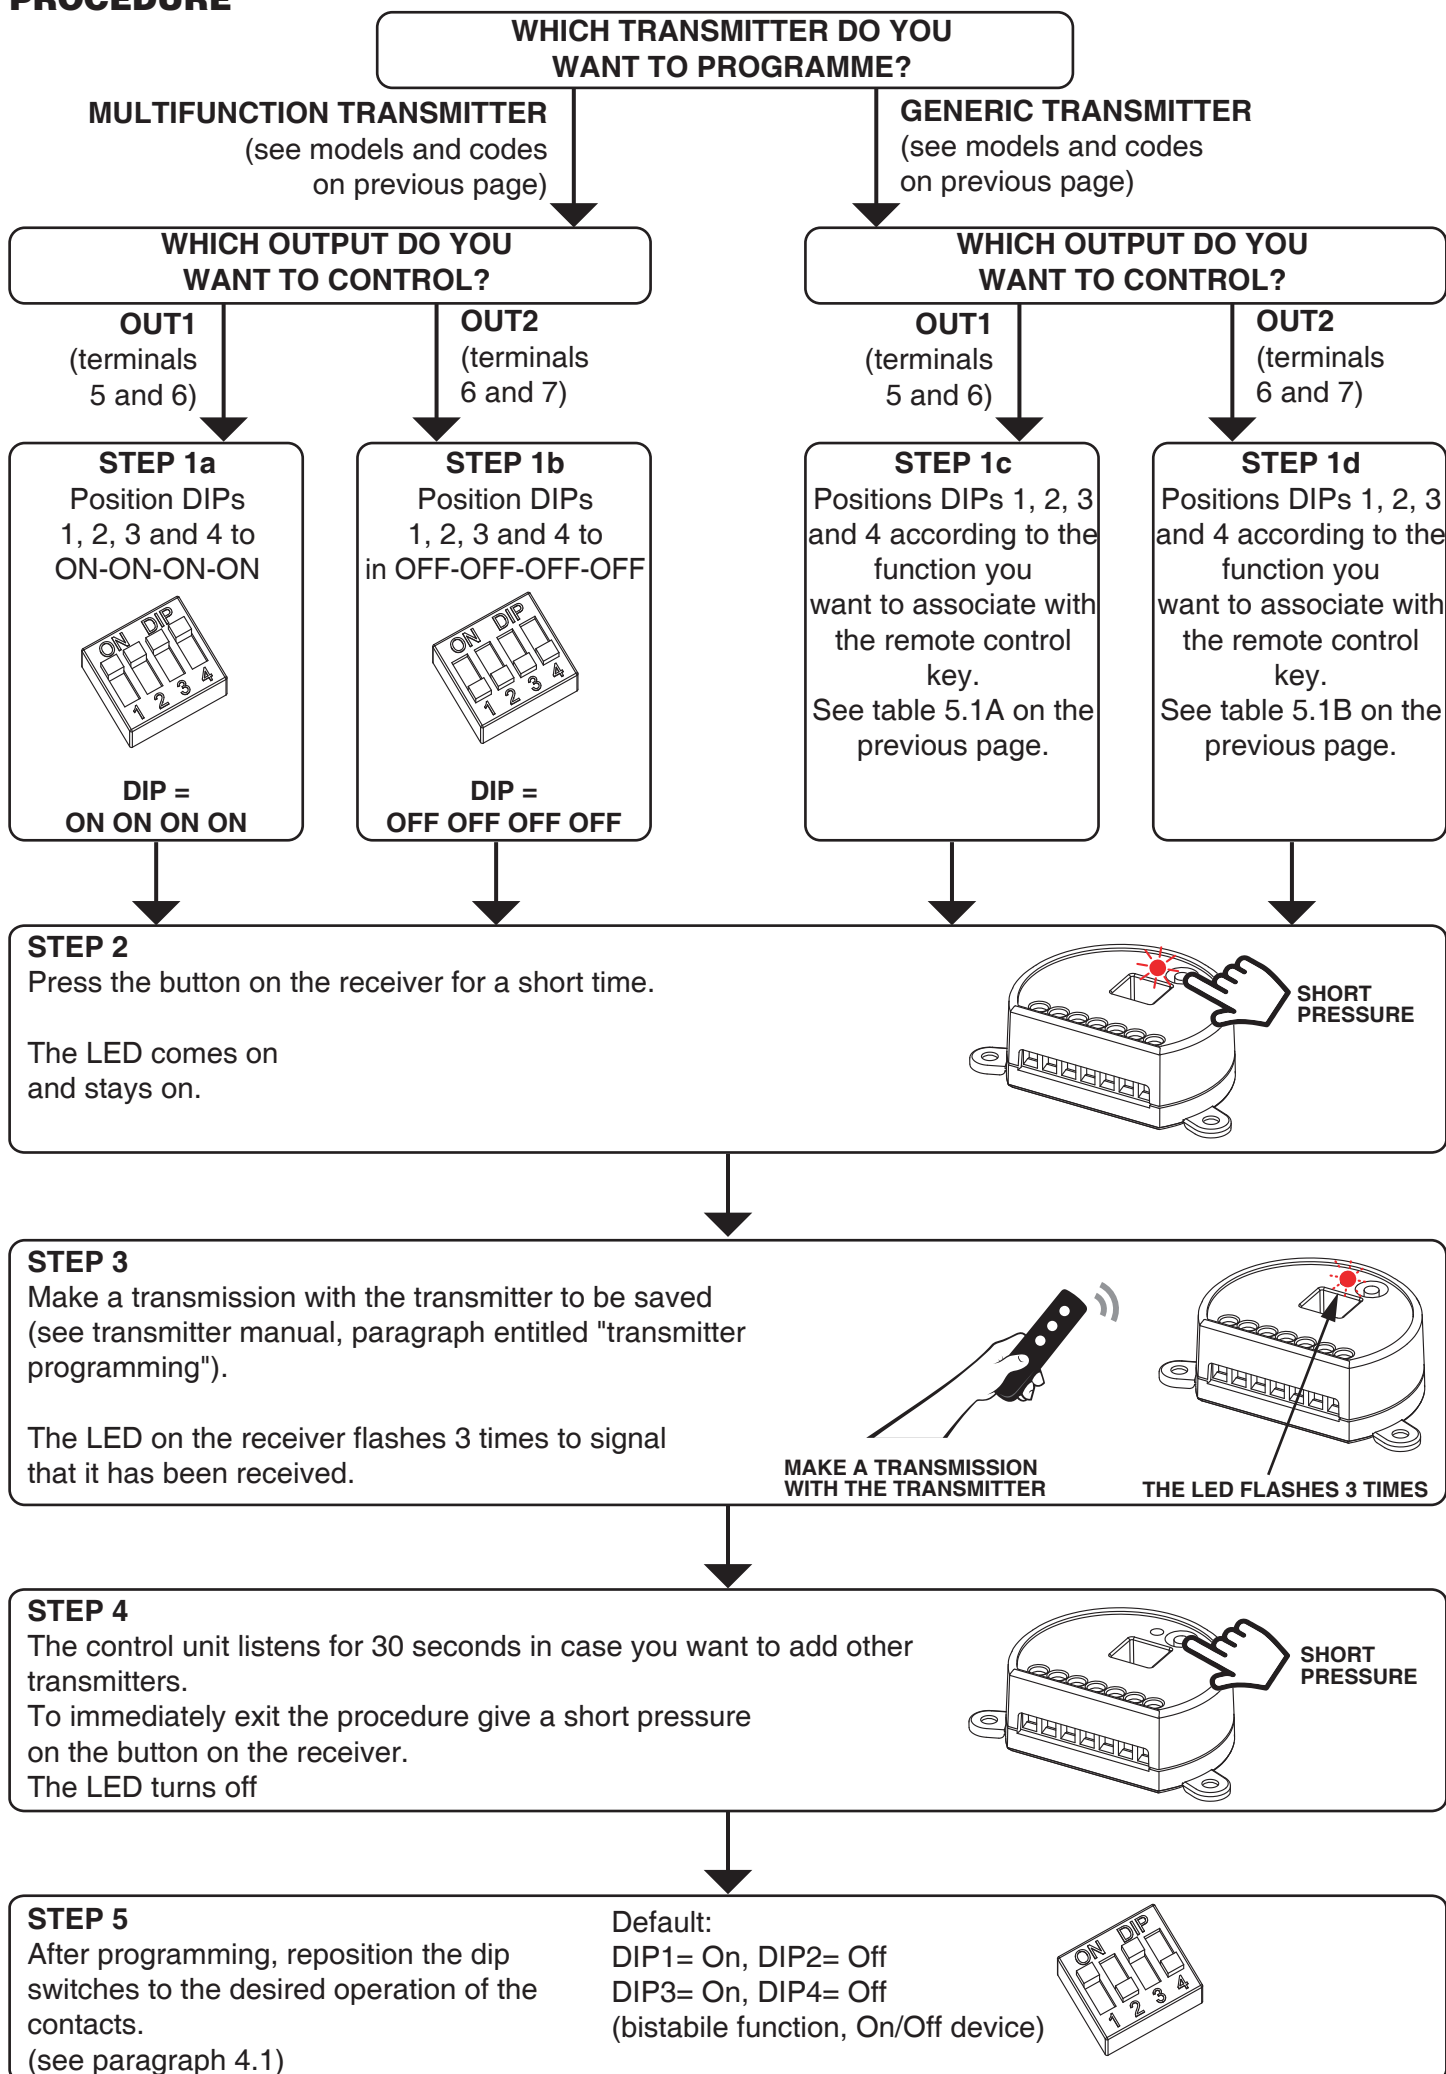 PROCEDURE
WHICH TRANSMITTER DO YOU
WANT TO PROGRAMME?
MULTIFUNCTION TRANSMITTER
(see models and codes
on previous page)
GENERIC TRANSMITTER
(see models and codes
on previous page)
WHICH OUTPUT DO YOU
WANT TO CONTROL?
WHICH OUTPUT DO YOU
WANT TO CONTROL?
OUT1
(terminals
5 and 6)
OUT2
(terminals
6 and 7)
OUT1
(terminals
5 and 6)
OUT2
(terminals
6 and 7)
STEP 1a
Position DIPs
1, 2, 3 and 4 to
ON-ON-ON-ON
ON DIP
1 2 3 4
DIP =
ON ON ON ON
STEP 1b
Position DIPs
1, 2, 3 and 4 to
in OFF-OFF-OFF-OFF
ON DIP
1 2 3 4
DIP =
OFF OFF OFF OFF
STEP 1c
Positions DIPs 1, 2, 3
and 4 according to the
function you
want to associate with
the remote control
key.
See table 5.1A on the
previous page.
STEP 1d
Positions DIPs 1, 2, 3
and 4 according to the
function you
want to associate with
the remote control
key.
See table 5.1B on the
previous page.
STEP 2
Press the button on the receiver for a short time.
The LED comes on
and stays on.
SHORT
PRESSURE
STEP 3
Make a transmission with the transmitter to be saved
(see transmitter manual, paragraph entitled "transmitter
programming").
The LED on the receiver flashes 3 times to signal
that it has been received.
MAKE A TRANSMISSION
WITH THE TRANSMITTER
THE LED FLASHES 3 TIMES
STEP 4
The control unit listens for 30 seconds in case you want to add other
transmitters.
To immediately exit the procedure give a short pressure
on the button on the receiver.
The LED turns off
SHORT
PRESSURE
STEP 5
After programming, reposition the dip
switches to the desired operation of the
contacts.
(see paragraph 4.1)
Default:
DIP1= On, DIP2= Off
DIP3= On, DIP4= Off
(bistabile function, On/Off device)
ON DIP
1 2 3 4